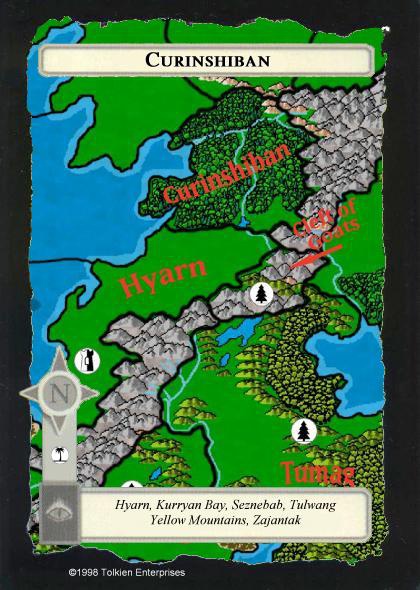 CURINSHIBAN
Curinshiban
Cleft of
Goats
Hyarn
N
Tumag
Hyarn, Kurryan Bay, Seznebab, Tulwang
Yellow Mountains, Zajantak
©1998 Tolkien Enterprises